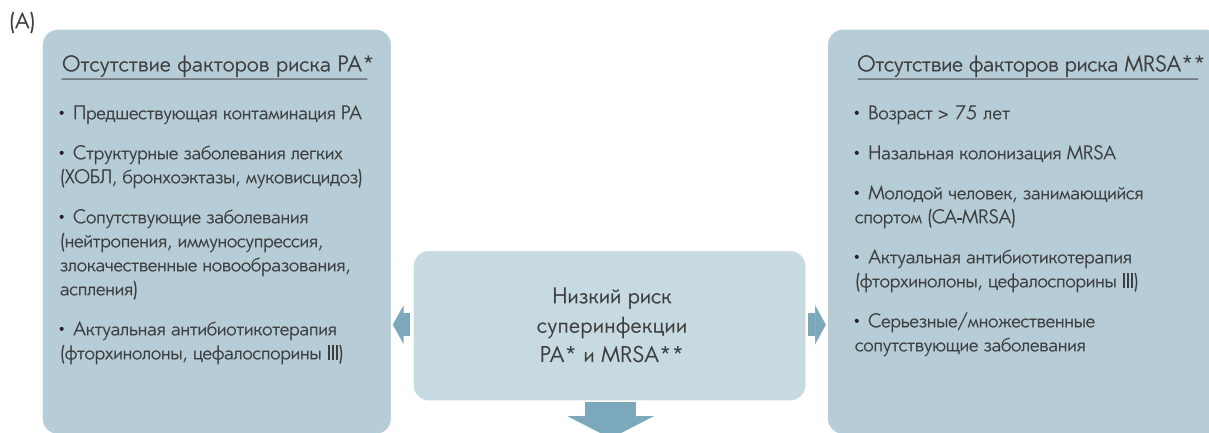 (A)
Отсутствие факторов риска PA*
• Предшествующая контаминация PA
• Структурные заболевания легких
(ХОБЛ, бронхоэктазы, муковисцидоз)
• Сопутствующие заболевания
(нейтропения, иммуносупрессия,
злокачественные новообразования,
аспления)
• Актуальная антибиотикотерапия
(фторхинолоны, цефалоспорины III)
Низкий риск
суперинфекции
PA* и MRSA**
Отсутствие факторов риска MRSA**
• Возраст > 75 лет
• Назальная колонизация MRSA
• Молодой человек, занимающийся
спортом (CA-MRSA)
• Актуальная антибиотикотерапия
(фторхинолоны, цефалоспорины III)
• Серьезные/множественные
сопутствующие заболевания